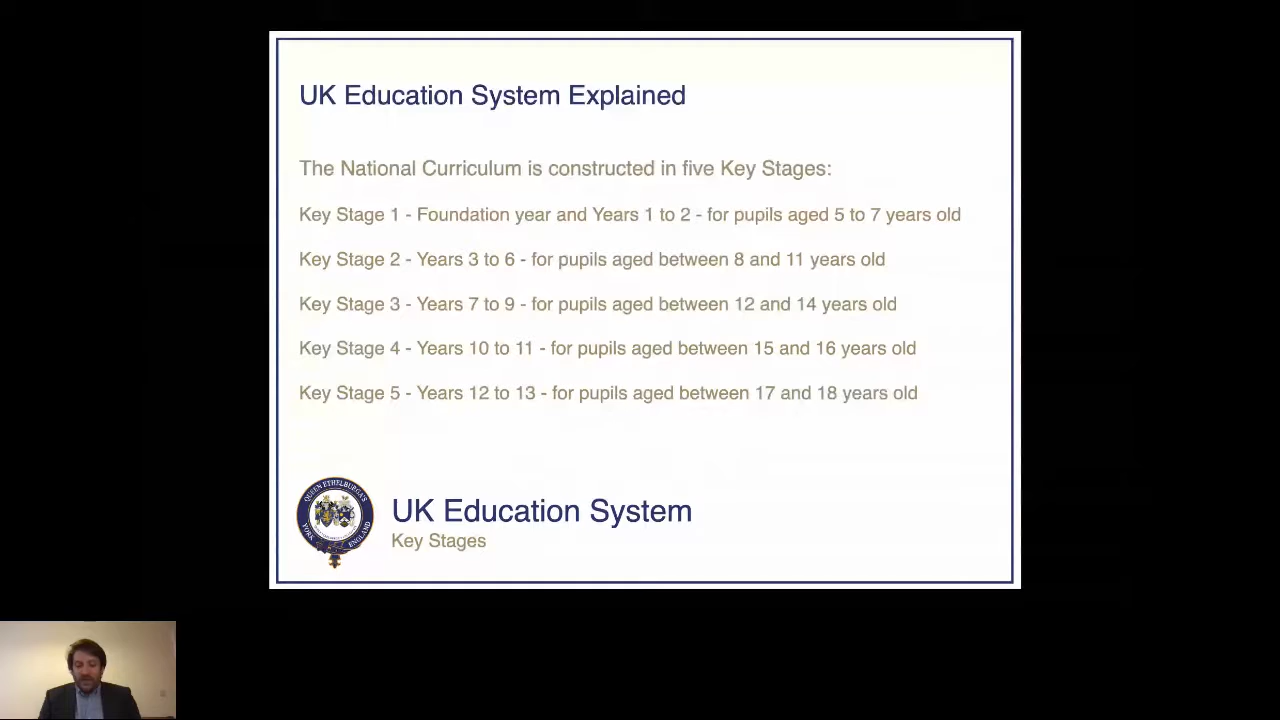 UK Education System Explained
The National Curriculum is constructed in five Key Stages:
Key Stage 1 - Foundation year and Years 1 to 2 - for pupils aged 5 to 7 years old
Key Stage 2 - Years 3 to 6 - for pupils aged between 8 and 11 years old
Key Stage 3 - Years 7 to 9 - for pupils aged between 12 and 14 years old
Key Stage 4 - Years 10 to 11 - for pupils aged between 15 and 16 years old
Key Stage 5 - Years 12 to 13 - for pupils aged between 17 and 18 years old
QUEEN ETHELBURGA'S
YORK ENGLAND
UK Education System
Key Stages